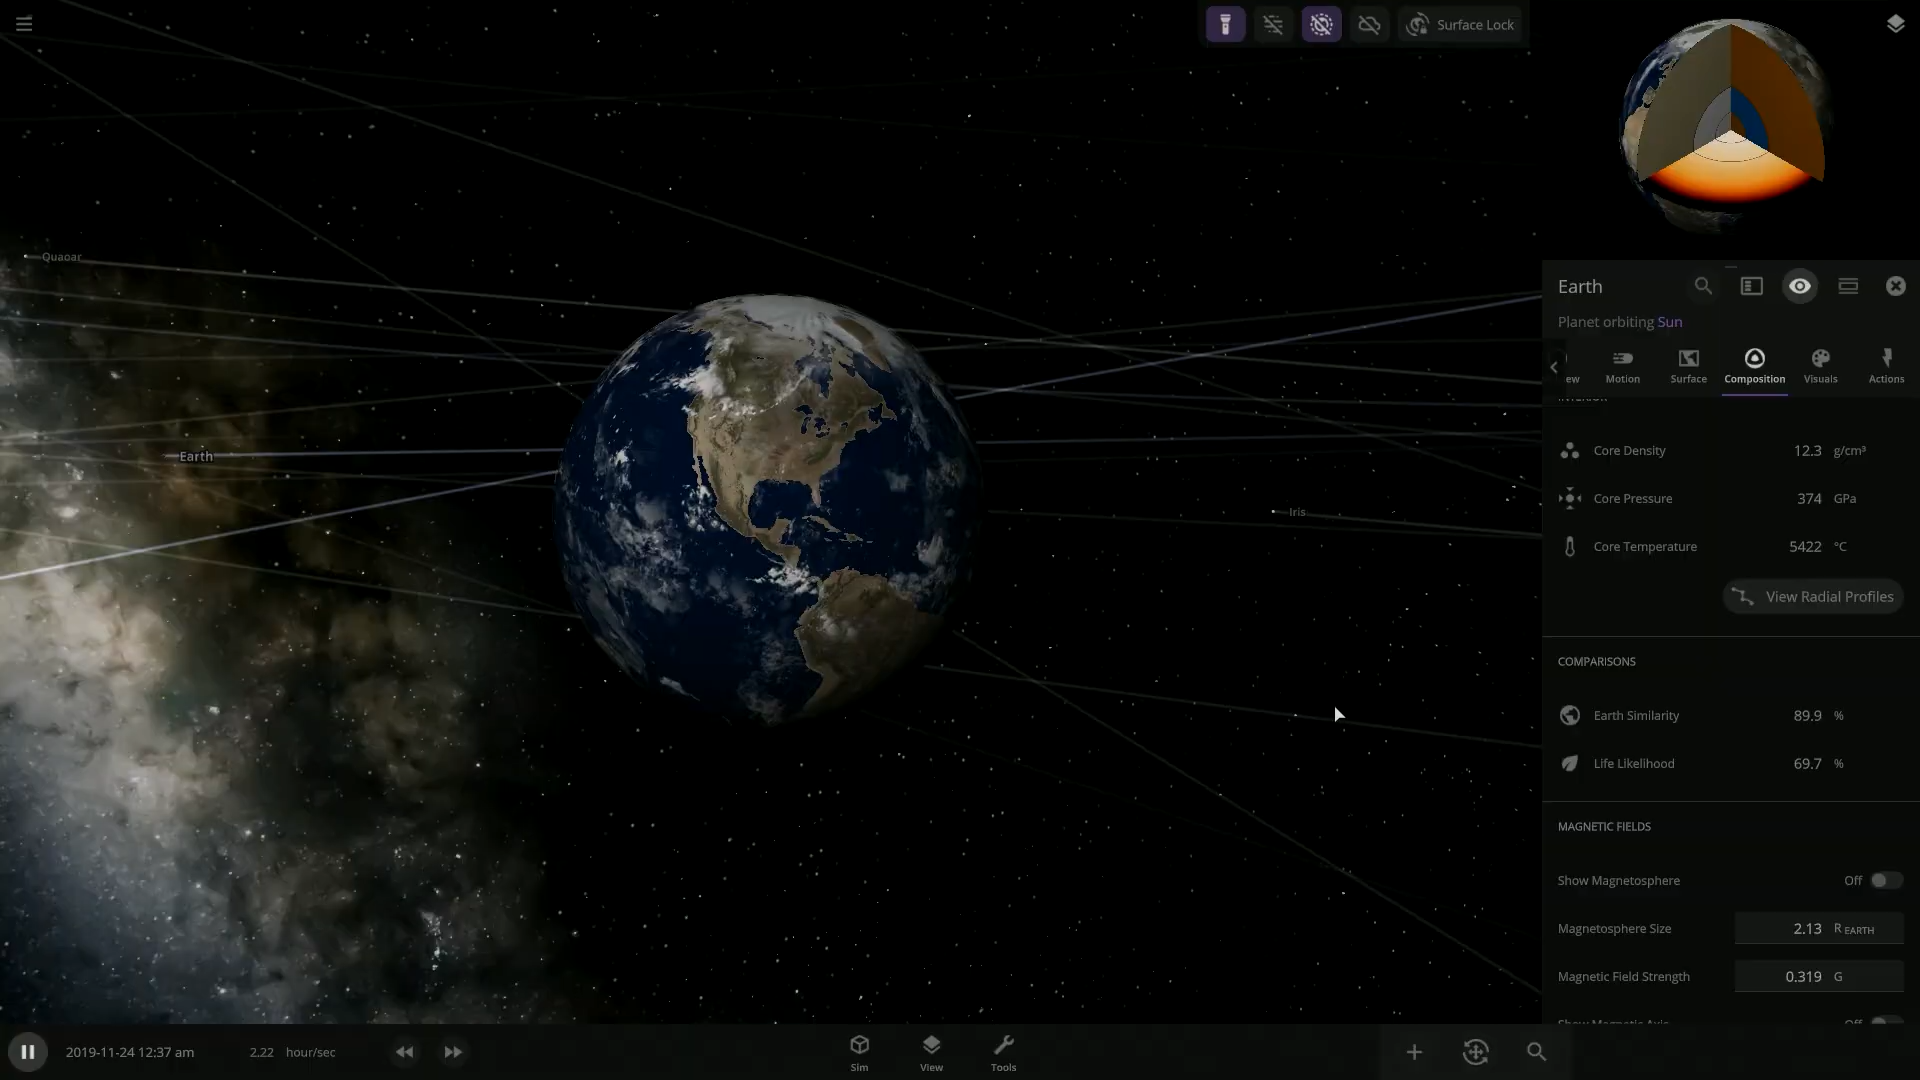 Surface Lock
Quaoar
Earth
Iris
Earth
Planet orbiting Sun
ew
Motion
Surface
Composition
Visuals
Actions
Core Density 12.3 g/cm³
Core Pressure 374 GPa
Core Temperature 5422 °C
View Radial Profiles
COMPARISONS
Earth Similarity 89.9 %
Life Likelihood 69.7 %
MAGNETIC FIELDS
Show Magnetosphere Off
Magnetosphere Size 2.13 R EARTH
Magnetic Field Strength 0.319 G
2019-11-24 12:37 am 2.22 hour/sec
Sim
View
Tools